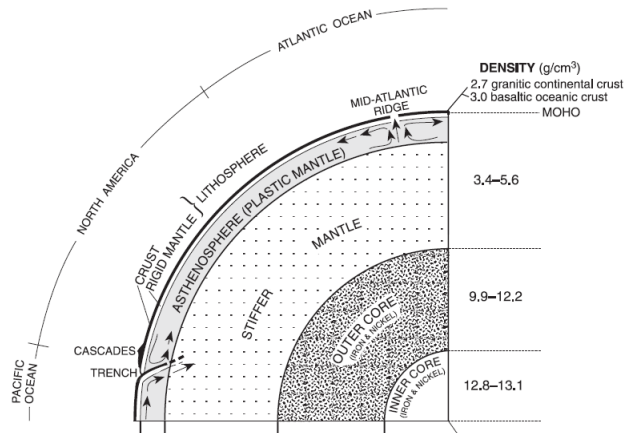 ATLANTIC OCEAN
DENSITY (g/cm³)
2.7 granitic continental crust
3.0 basaltic oceanic crust
MOHO
MID-ATLANTIC
RIDGE
NORTH AMERICA
LITHOSPHERE
CRUST
RIGID MANTLE
ASTHENOSPHERE (PLASTIC MANTLE)
3.4–5.6
STIFFER MANTLE
9.9–12.2
OUTER CORE
(IRON & NICKEL)
CASCADES
TRENCH
PACIFIC
OCEAN
INNER CORE
(IRON & NICKEL)
12.8–13.1